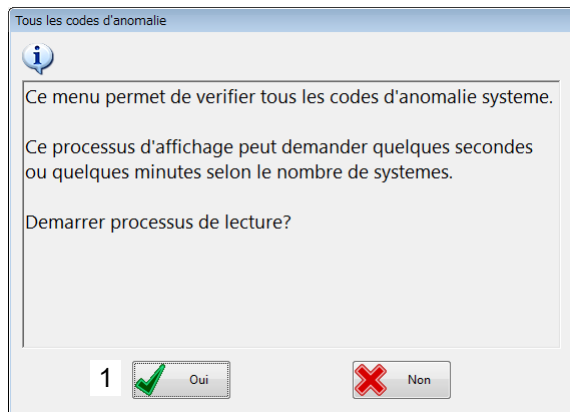 Tous les codes d'anomalie
Ce menu permet de verifier tous les codes d'anomalie systeme.
Ce processus d'affichage peut demander quelques secondes
ou quelques minutes selon le nombre de systemes.
Demarrer processus de lecture?
1 Oui Non